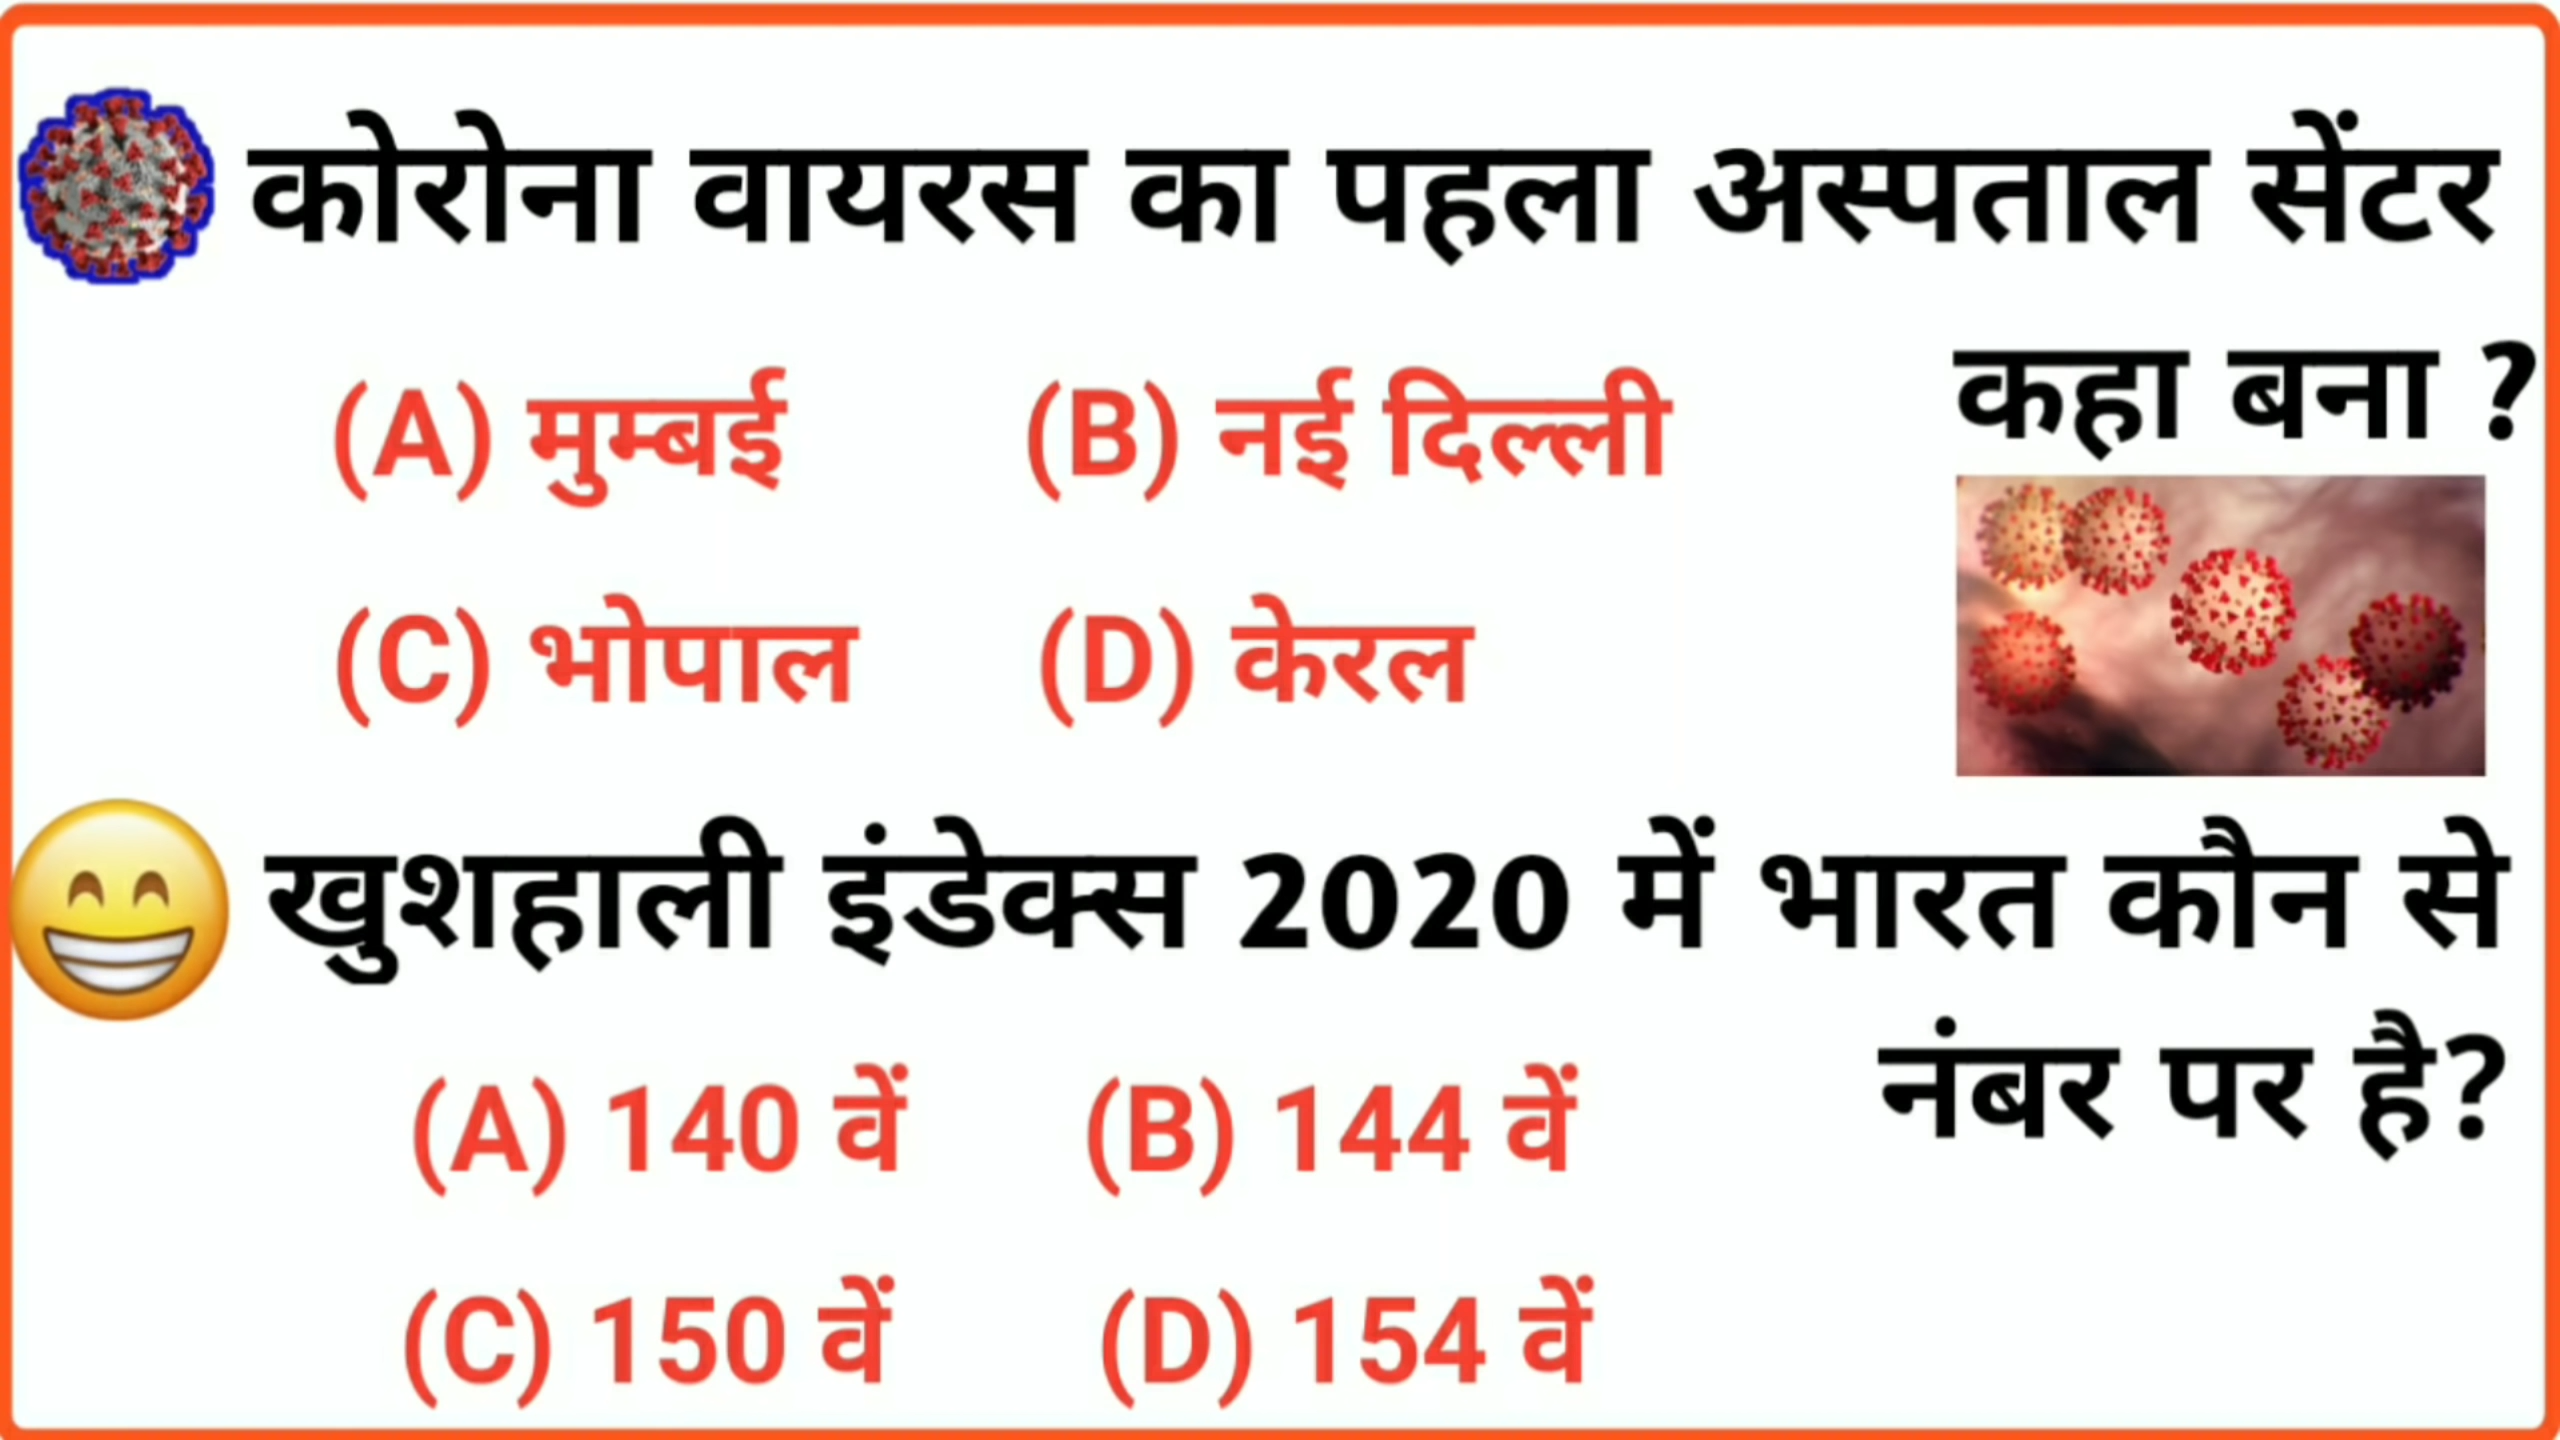 कोरोना वायरस का पहला अस्पताल सेंटर
कहा बना ?
(A) मुम्बई (B) नई दिल्ली
(C) भोपाल (D) केरल
खुशहाली इंडेक्स 2020 में भारत कौन से
नंबर पर है?
(A) 140 वें (B) 144 वें
(C) 150 वें (D) 154 वें